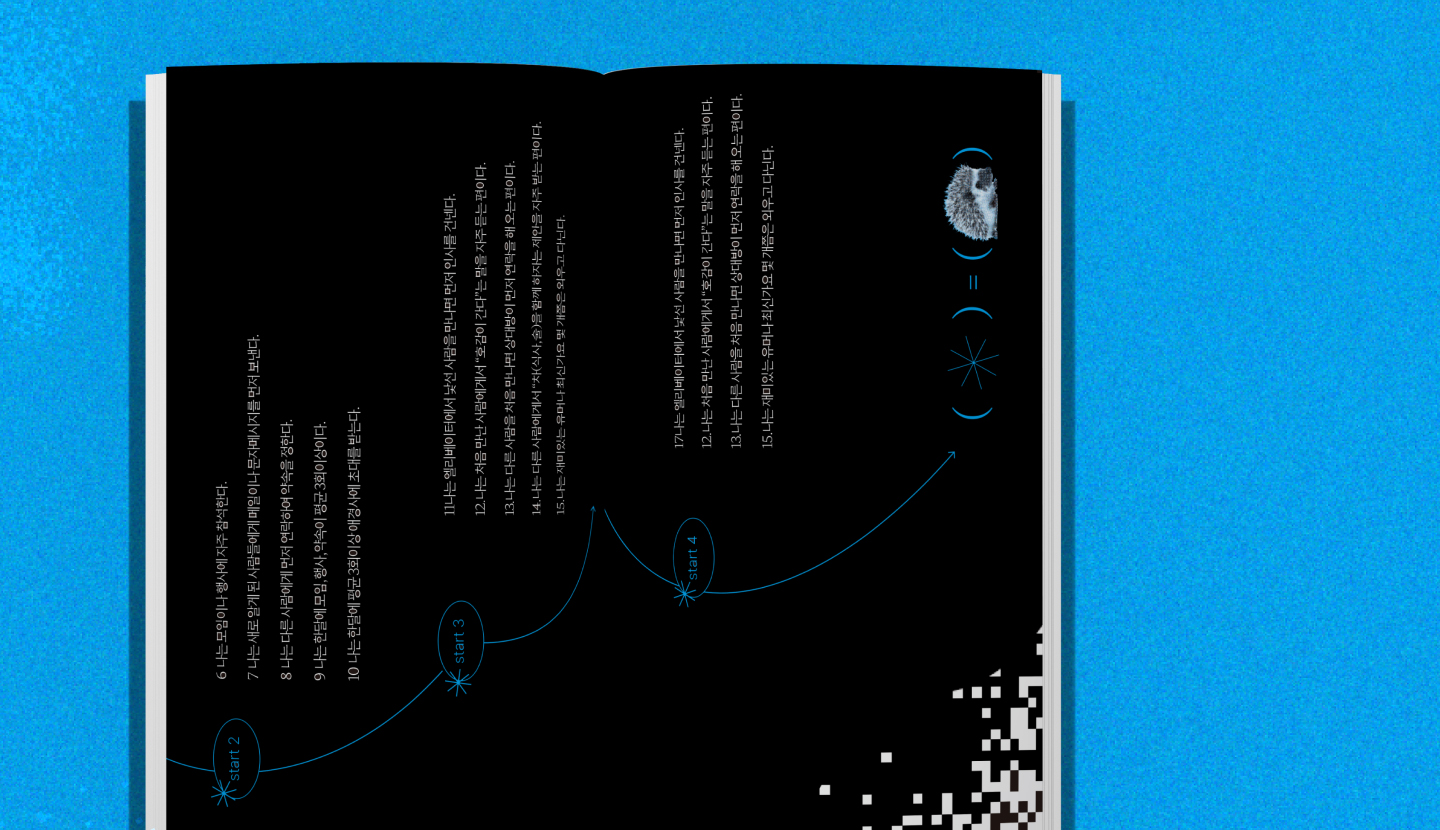 start 2
6 나는 모임이나 행사에 자주 참석한다.
7 나는 새로 알게 된 사람들에게 메일이나 문자메시지를 먼저 보낸다.
8 나는 다른 사람에게 먼저 연락하여 약속을 정한다.
9 나는 한달에 모임, 행사, 약속이 평균 3회 이상이다.
10 나는 한달에 평균 3회 이상 애경사에 초대를 받는다.
start 3
11나는 엘리베이터에서 낯선 사람을 만나면 먼저 인사를 건넨다.
12.나는 처음 만난 사람에게서 “호감이 간다”는 말을 자주 듣는 편이다.
13.나는 다른 사람을 처음 만나면 상대방이 먼저 연락을 해 오는 편이다.
14.나는 다른 사람에게서 “차(식사,술)을 함께 하자는 제안을 자주 받는 편이다.
15.나는 재미있는 유머나 최신가요 몇 개쯤은 외우고 다닌다.
start 4
17나는 엘리베이터에서 낯선 사람을 만나면 먼저 인사를 건넨다.
12.나는 처음 만난 사람에게서 “호감이 간다”는 말을 자주 듣는 편이다.
13.나는 다른 사람을 처음 만나면 상대방이 먼저 연락을 해 오는 편이다.
15.나는 재미있는 유머나 최신가요 몇 개쯤은 외우고 다닌다.
( ) = ( )